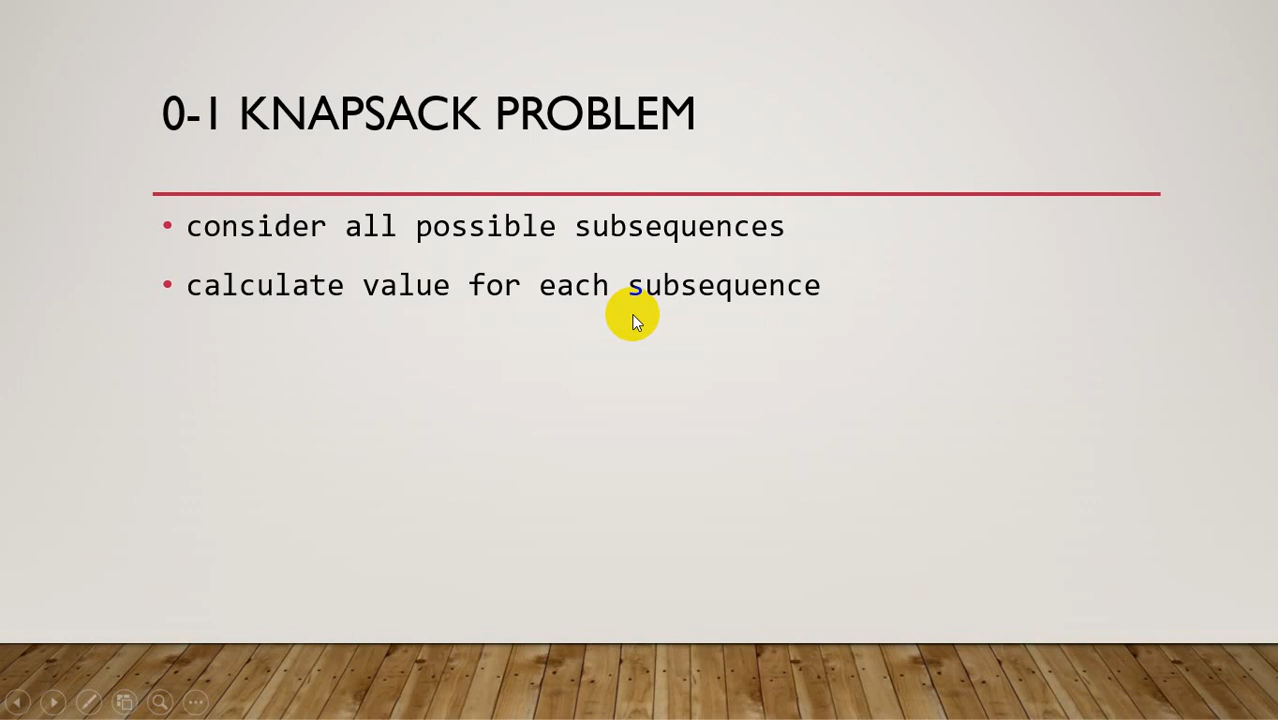 0-1 KNAPSACK PROBLEM
• consider all possible subsequences
• calculate value for each subsequence